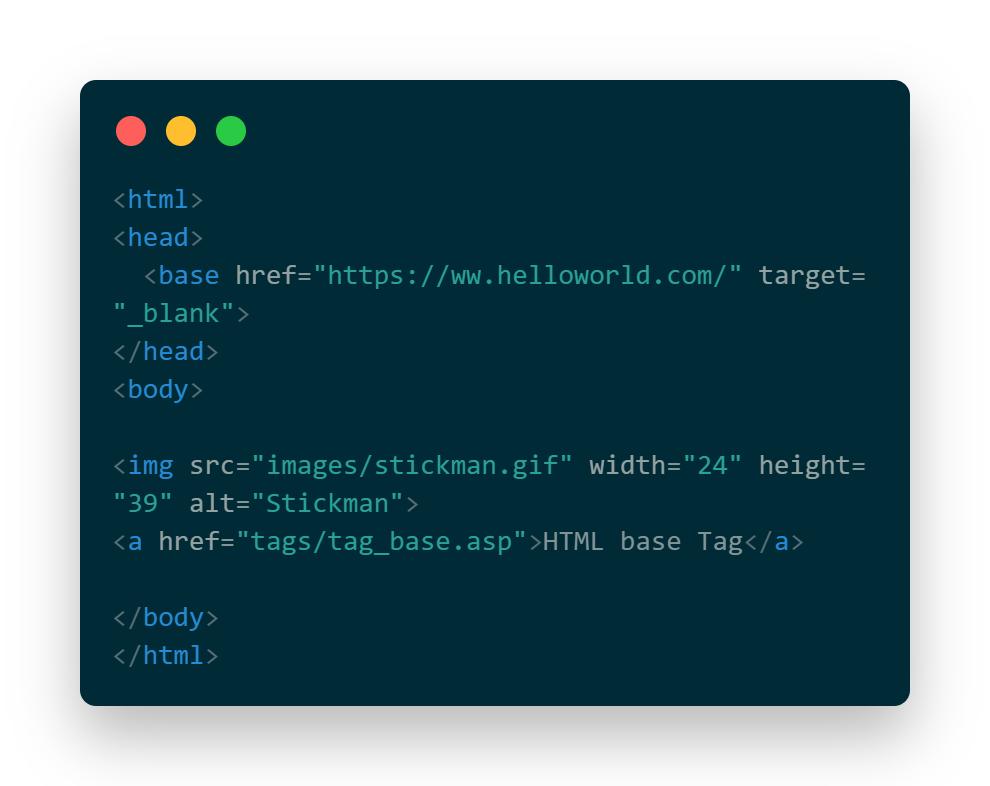 <html>
<head>
  <base href="https://ww.helloworld.com/" target=
"_blank">
</head>
<body>

<img src="images/stickman.gif" width="24" height=
"39" alt="Stickman">
<a href="tags/tag_base.asp">HTML base Tag</a>

</body>
</html>